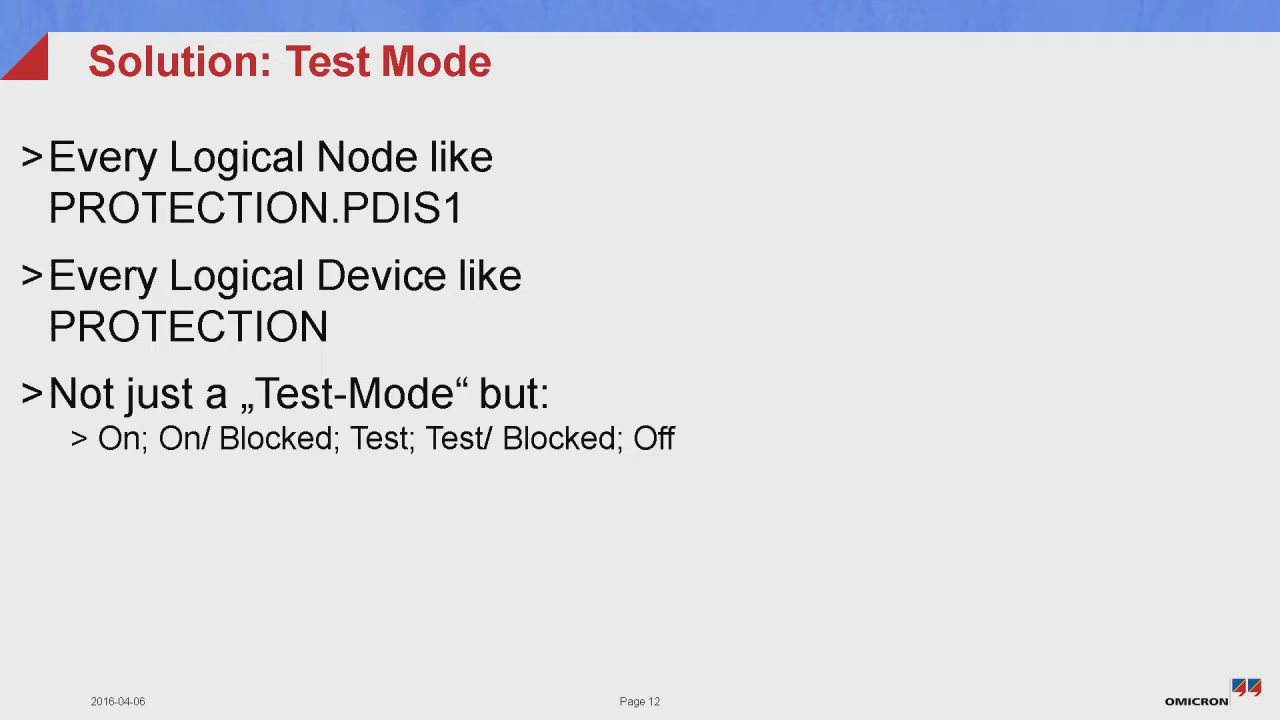 Solution: Test Mode
>Every Logical Node like
PROTECTION.PDIS1
>Every Logical Device like
PROTECTION
>Not just a „Test-Mode“ but:
> On; On/ Blocked; Test; Test/ Blocked; Off
2016-04-06
Page 12
OMICRON